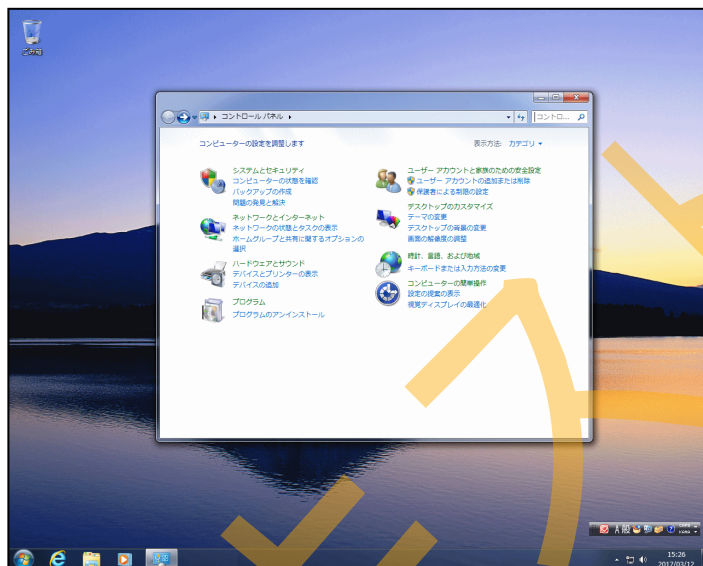 ごみ箱
コントロール パネル
コントロ...
コンピューターの設定を調整します
表示方法: カテゴリ
システムとセキュリティ
コンピューターの状態を確認
バックアップの作成
問題の発見と解決
ネットワークとインターネット
ネットワークの状態とタスクの表示
ホームグループと共有に関するオプションの
選択
ハードウェアとサウンド
デバイスとプリンターの表示
デバイスの追加
プログラム
プログラムのアンインストール
ユーザー アカウントと家族のための安全設定
ユーザー アカウントの追加または削除
保護者による制限の設定
デスクトップのカスタマイズ
テーマの変更
デスクトップの背景の変更
画面の解像度の調整
時計、言語、および地域
キーボードまたは入力方法の変更
コンピューターの簡単操作
設定の提案の表示
視覚ディスプレイの最適化
A 般
CAPS
KANA
15:26
2017/03/12